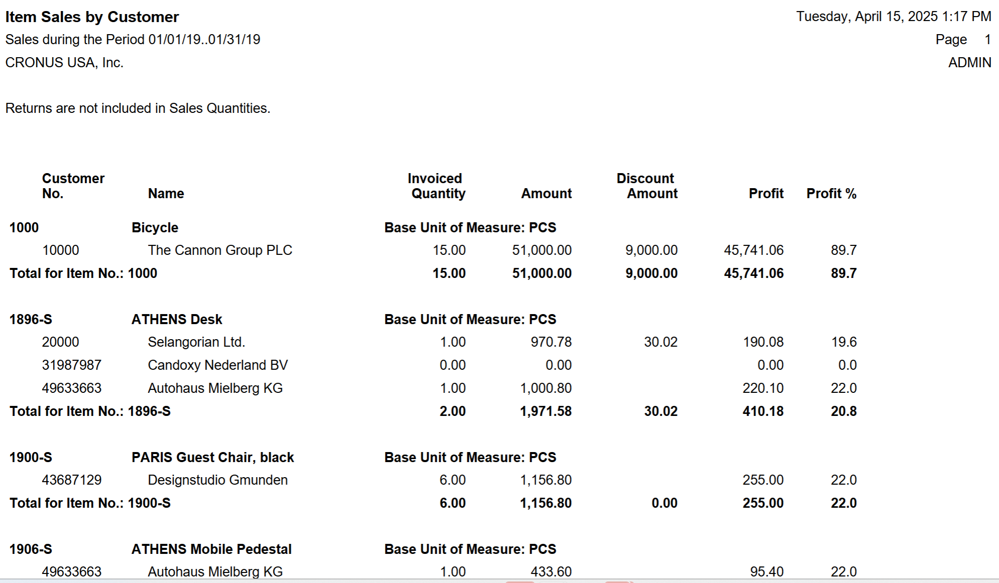 Item Sales by Customer Tuesday, April 15, 2025 1:17 PM
Sales during the Period 01/01/19..01/31/19 Page 1
CRONUS USA, Inc. ADMIN
Returns are not included in Sales Quantities.
Customer Invoiced Discount
No. Name Quantity Amount Amount Profit Profit %
1000 Bicycle Base Unit of Measure: PCS
10000 The Cannon Group PLC 15.00 51,000.00 9,000.00 45,741.06 89.7
Total for Item No.: 1000 15.00 51,000.00 9,000.00 45,741.06 89.7
1896-S ATHENS Desk Base Unit of Measure: PCS
20000 Selangorian Ltd. 1.00 970.78 30.02 190.08 19.6
31987987 Candoxy Nederland BV 0.00 0.00 0.00 0.0
49633663 Autohaus Mielberg KG 1.00 1,000.80 220.10 22.0
Total for Item No.: 1896-S 2.00 1,971.58 30.02 410.18 20.8
1900-S PARIS Guest Chair, black Base Unit of Measure: PCS
43687129 Designstudio Gmunden 6.00 1,156.80 255.00 22.0
Total for Item No.: 1900-S 6.00 1,156.80 0.00 255.00 22.0
1906-S ATHENS Mobile Pedestal Base Unit of Measure: PCS
49633663 Autohaus Mielberg KG 1.00 433.60 95.40 22.0